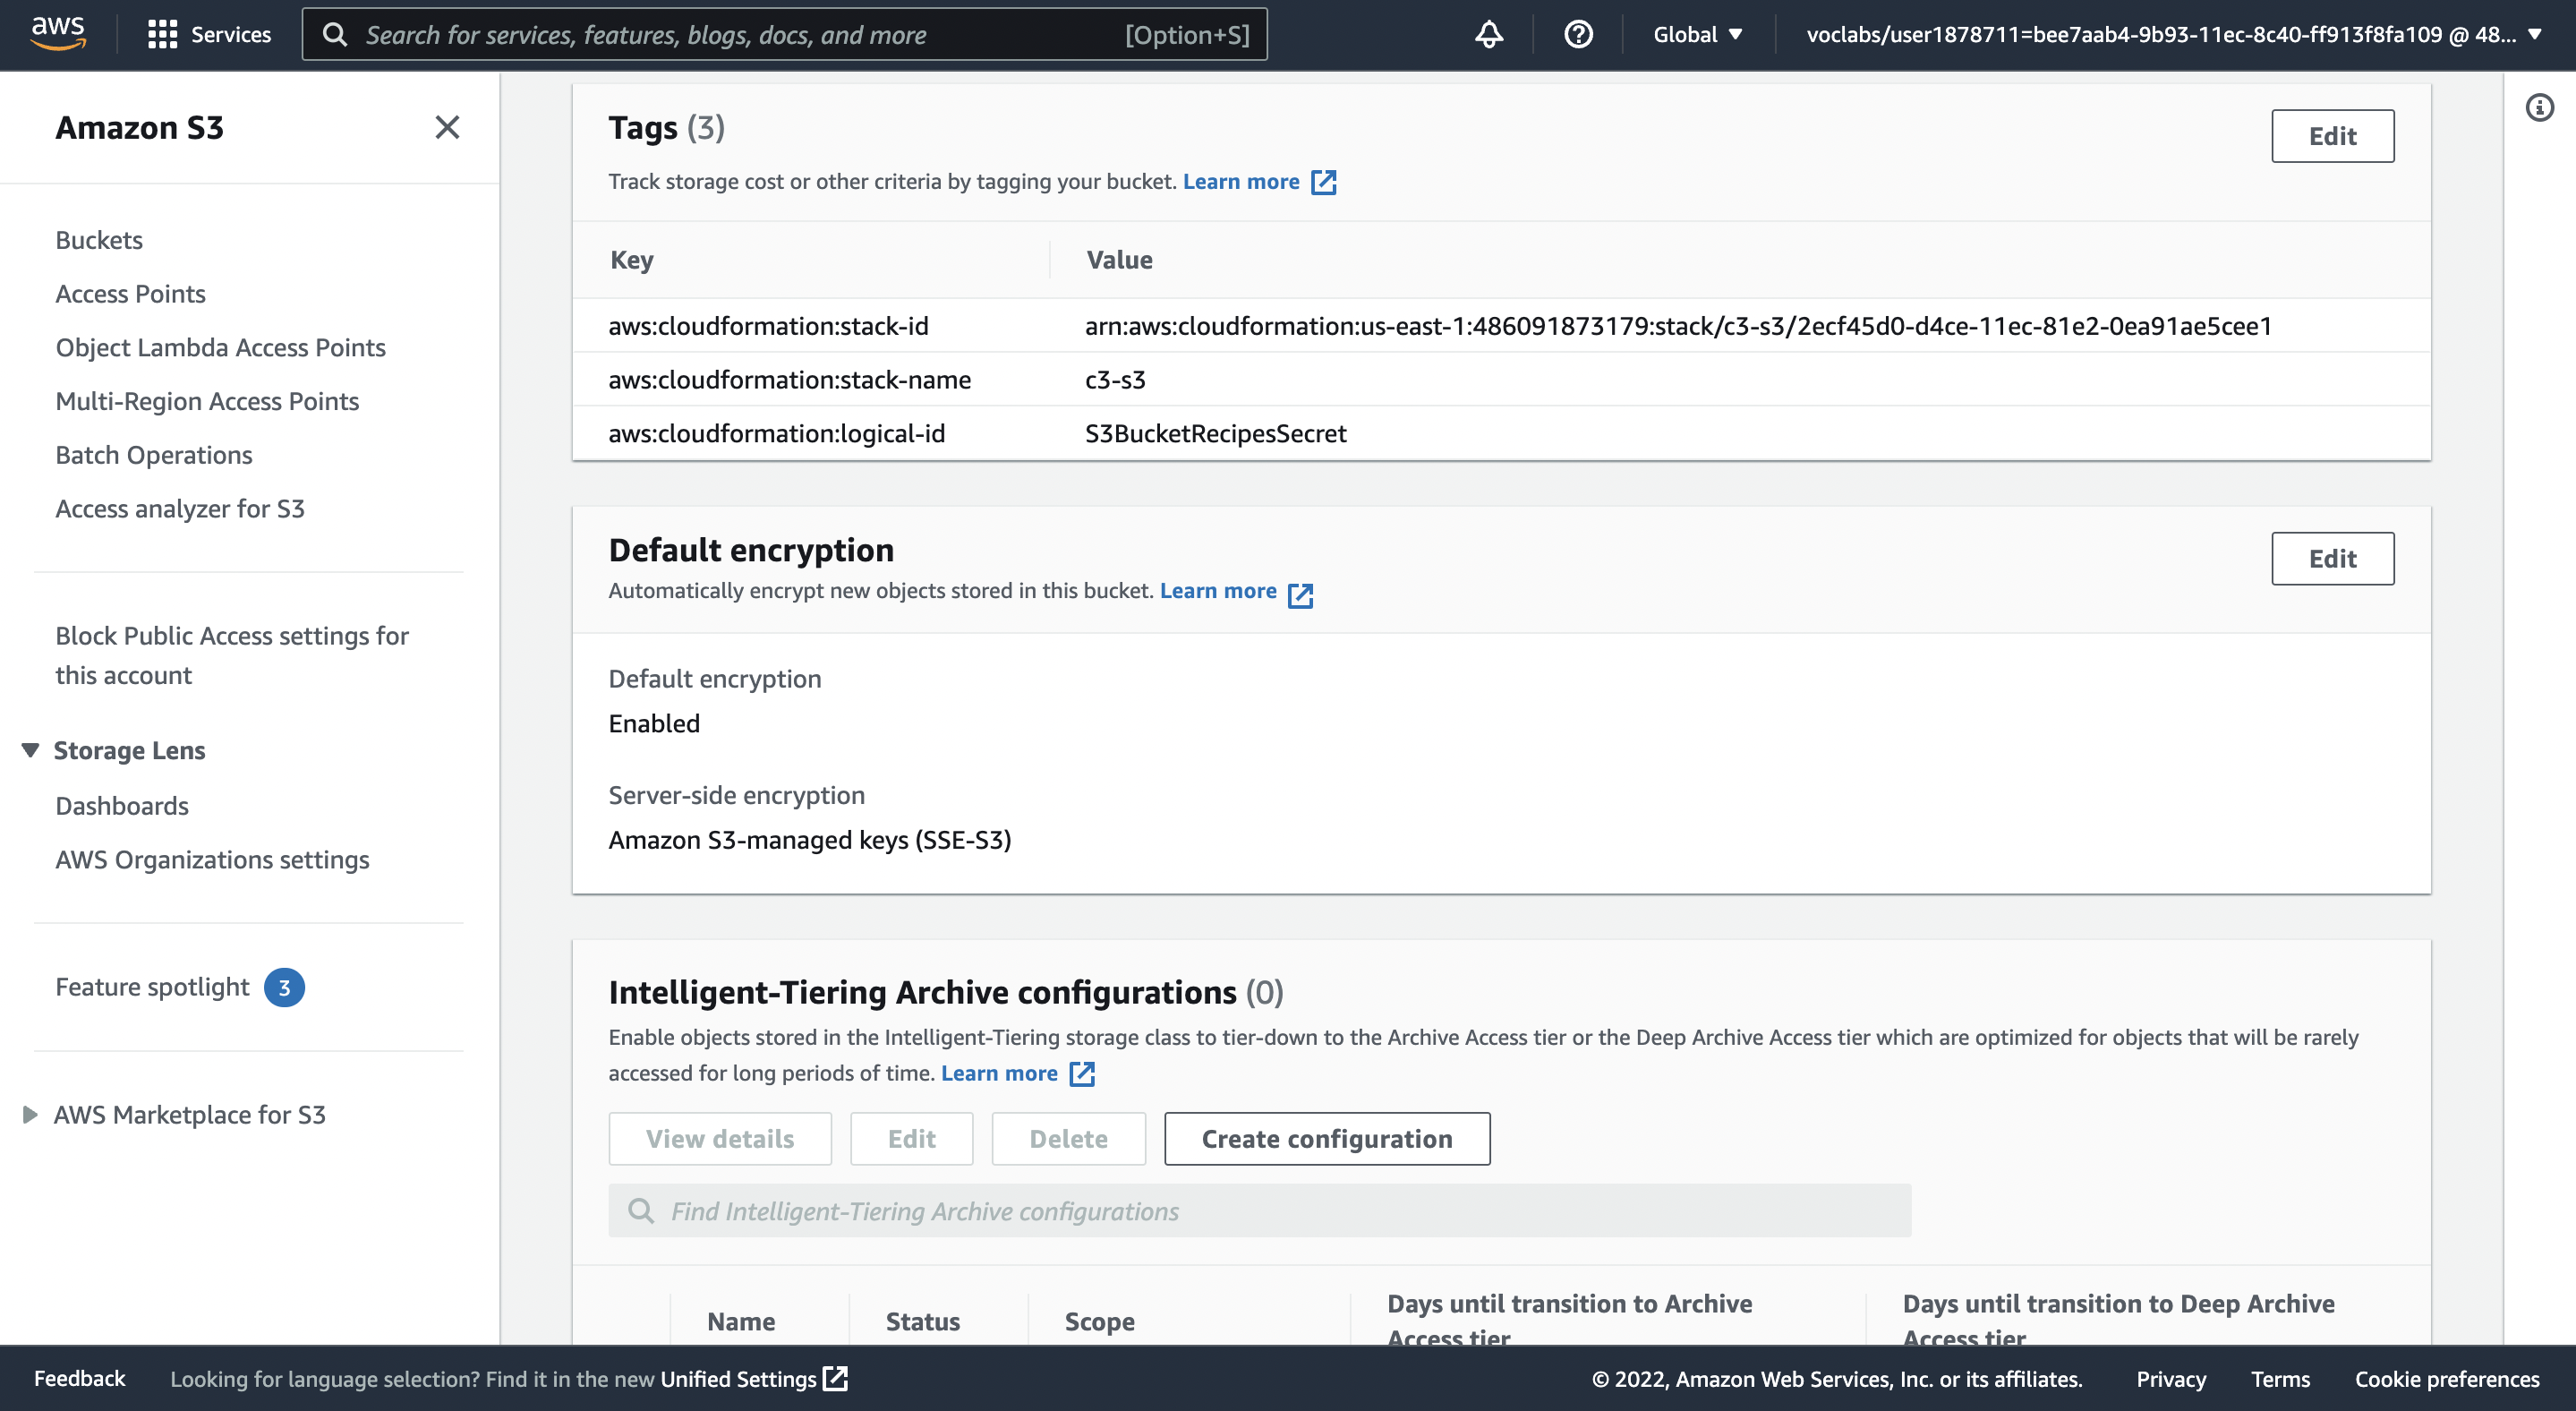 aws
Services
Search for services, features, blogs, docs, and more [Option+S]
Global
voclabs/user1878711=bee7aab4-9b93-11ec-8c40-ff913f8fa109 @ 48...
Amazon S3
Buckets
Access Points
Object Lambda Access Points
Multi-Region Access Points
Batch Operations
Access analyzer for S3
Block Public Access settings for
this account
Storage Lens
Dashboards
AWS Organizations settings
Feature spotlight 3
AWS Marketplace for S3
Tags (3)
Edit
Track storage cost or other criteria by tagging your bucket. Learn more
Key Value
aws:cloudformation:stack-id arn:aws:cloudformation:us-east-1:486091873179:stack/c3-s3/2ecf45d0-d4ce-11ec-81e2-0ea91ae5cee1
aws:cloudformation:stack-name c3-s3
aws:cloudformation:logical-id S3BucketRecipesSecret
Default encryption
Edit
Automatically encrypt new objects stored in this bucket. Learn more
Default encryption
Enabled
Server-side encryption
Amazon S3-managed keys (SSE-S3)
Intelligent-Tiering Archive configurations (0)
Enable objects stored in the Intelligent-Tiering storage class to tier-down to the Archive Access tier or the Deep Archive Access tier which are optimized for objects that will be rarely
accessed for long periods of time. Learn more
View details Edit Delete Create configuration
Find Intelligent-Tiering Archive configurations
Name Status Scope Days until transition to Archive Access tier Days until transition to Deep Archive Access tier
Feedback Looking for language selection? Find it in the new Unified Settings © 2022, Amazon Web Services, Inc. or its affiliates. Privacy Terms Cookie preferences